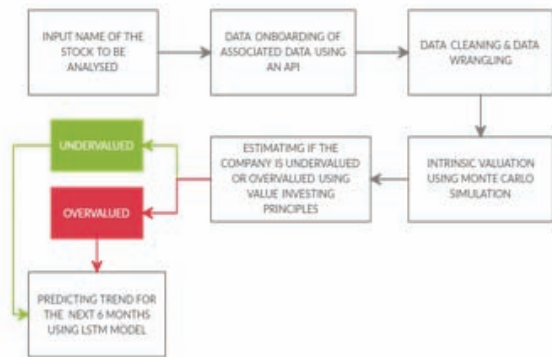 INPUT NAME OF THE
STOCK TO BE
ANALYSED
DATA ONBOARDING OF
ASSOCIATED DATA USING
AN API
DATA CLEANING & DATA
WRANGLING
INTRINSIC VALUATION
USING MONTE CARLO
SIMULATION
ESTIMATIMG IF THE
COMPANY IS UNDERVALUED
OR OVERVALUED USING
VALUE INVESTING
PRINCIPLES
UNDERVALUED
OVERVALUED
PREDICTING TREND FOR
THE NEXT 6 MONTHS
USING LSTM MODEL